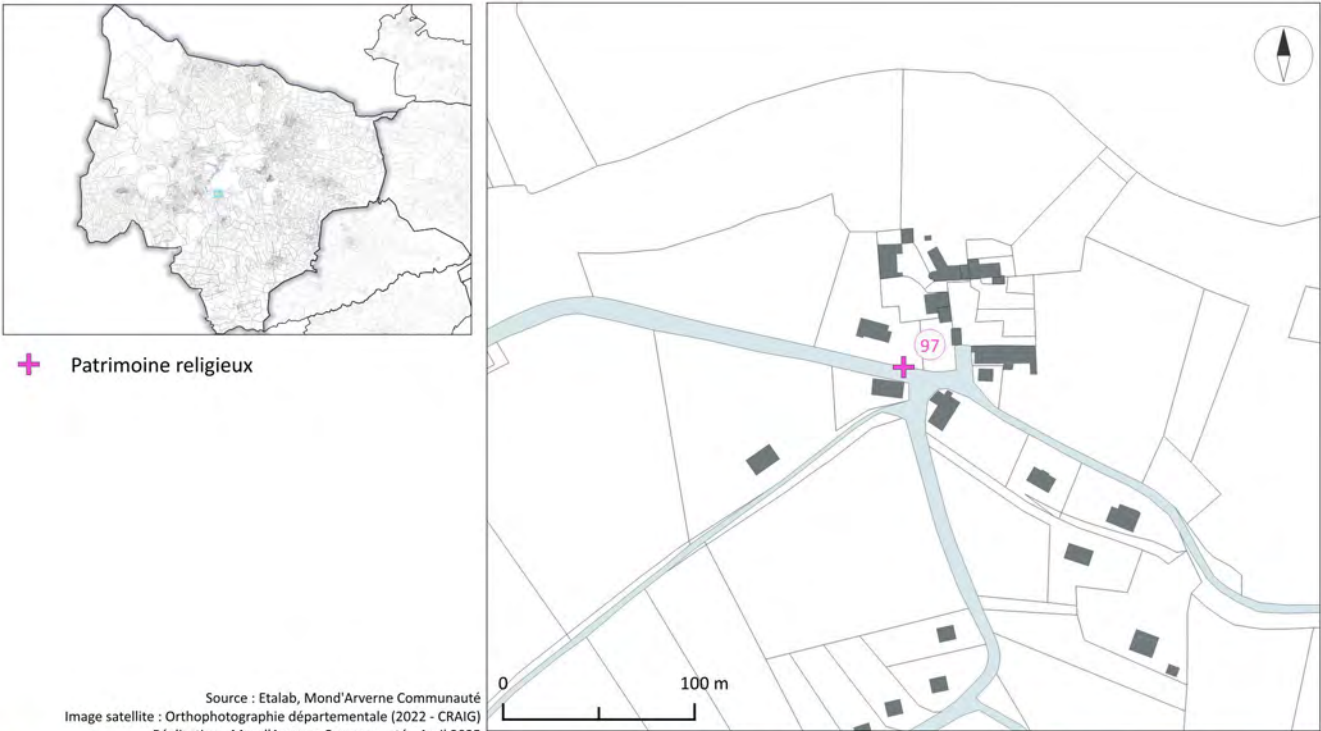 97
Patrimoine religieux
0 100 m
Source : Etalab, Mond'Arverne Communauté
Image satellite : Orthophotographie départementale (2022 - CRAIG)